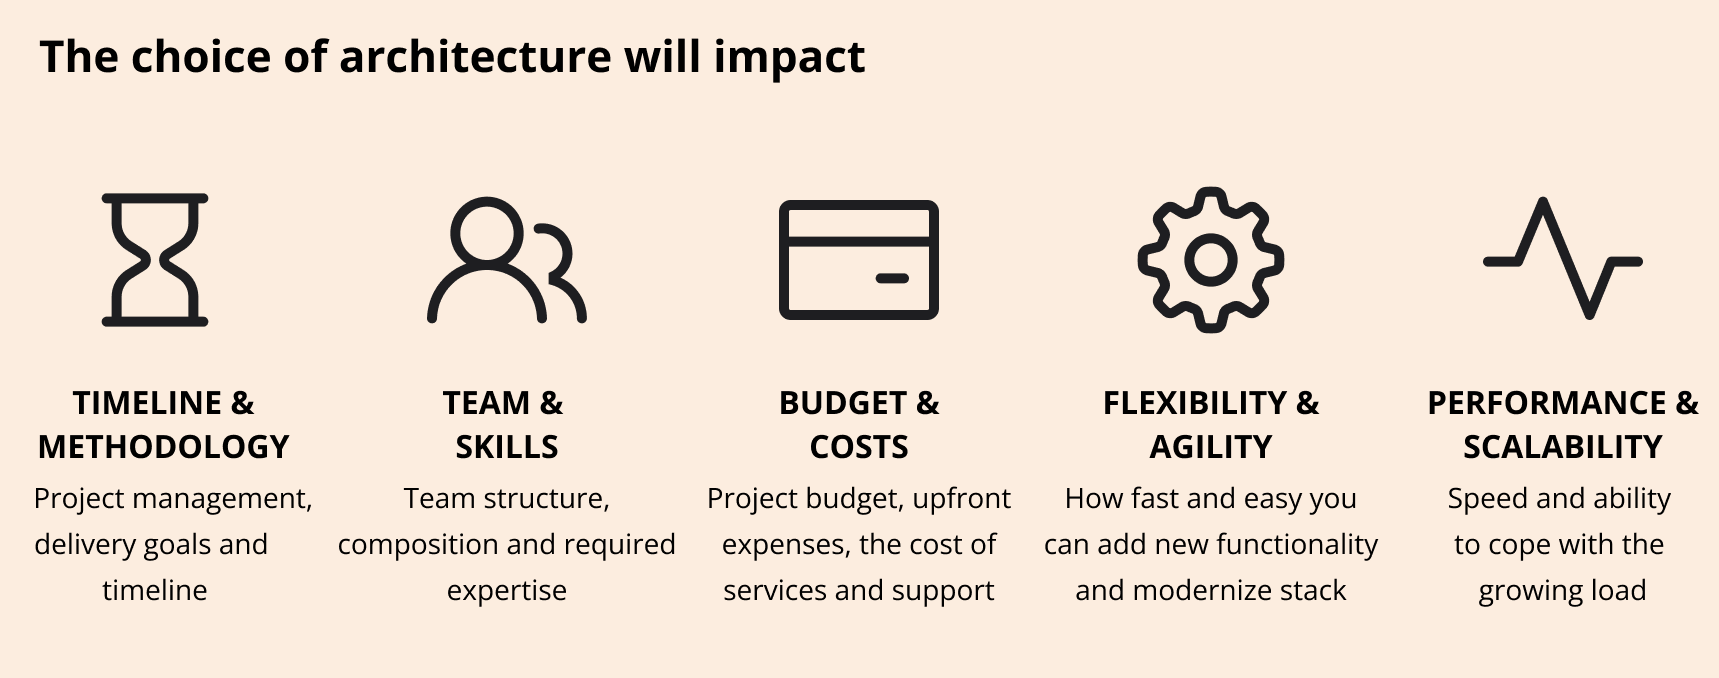 The choice of architecture will impact
TIMELINE &
METHODOLOGY
Project management,
delivery goals and
timeline
TEAM &
SKILLS
Team structure,
composition and required
expertise
BUDGET &
COSTS
Project budget, upfront
expenses, the cost of
services and support
FLEXIBILITY &
AGILITY
How fast and easy you
can add new functionality
and modernize stack
PERFORMANCE &
SCALABILITY
Speed and ability
to cope with the
growing load